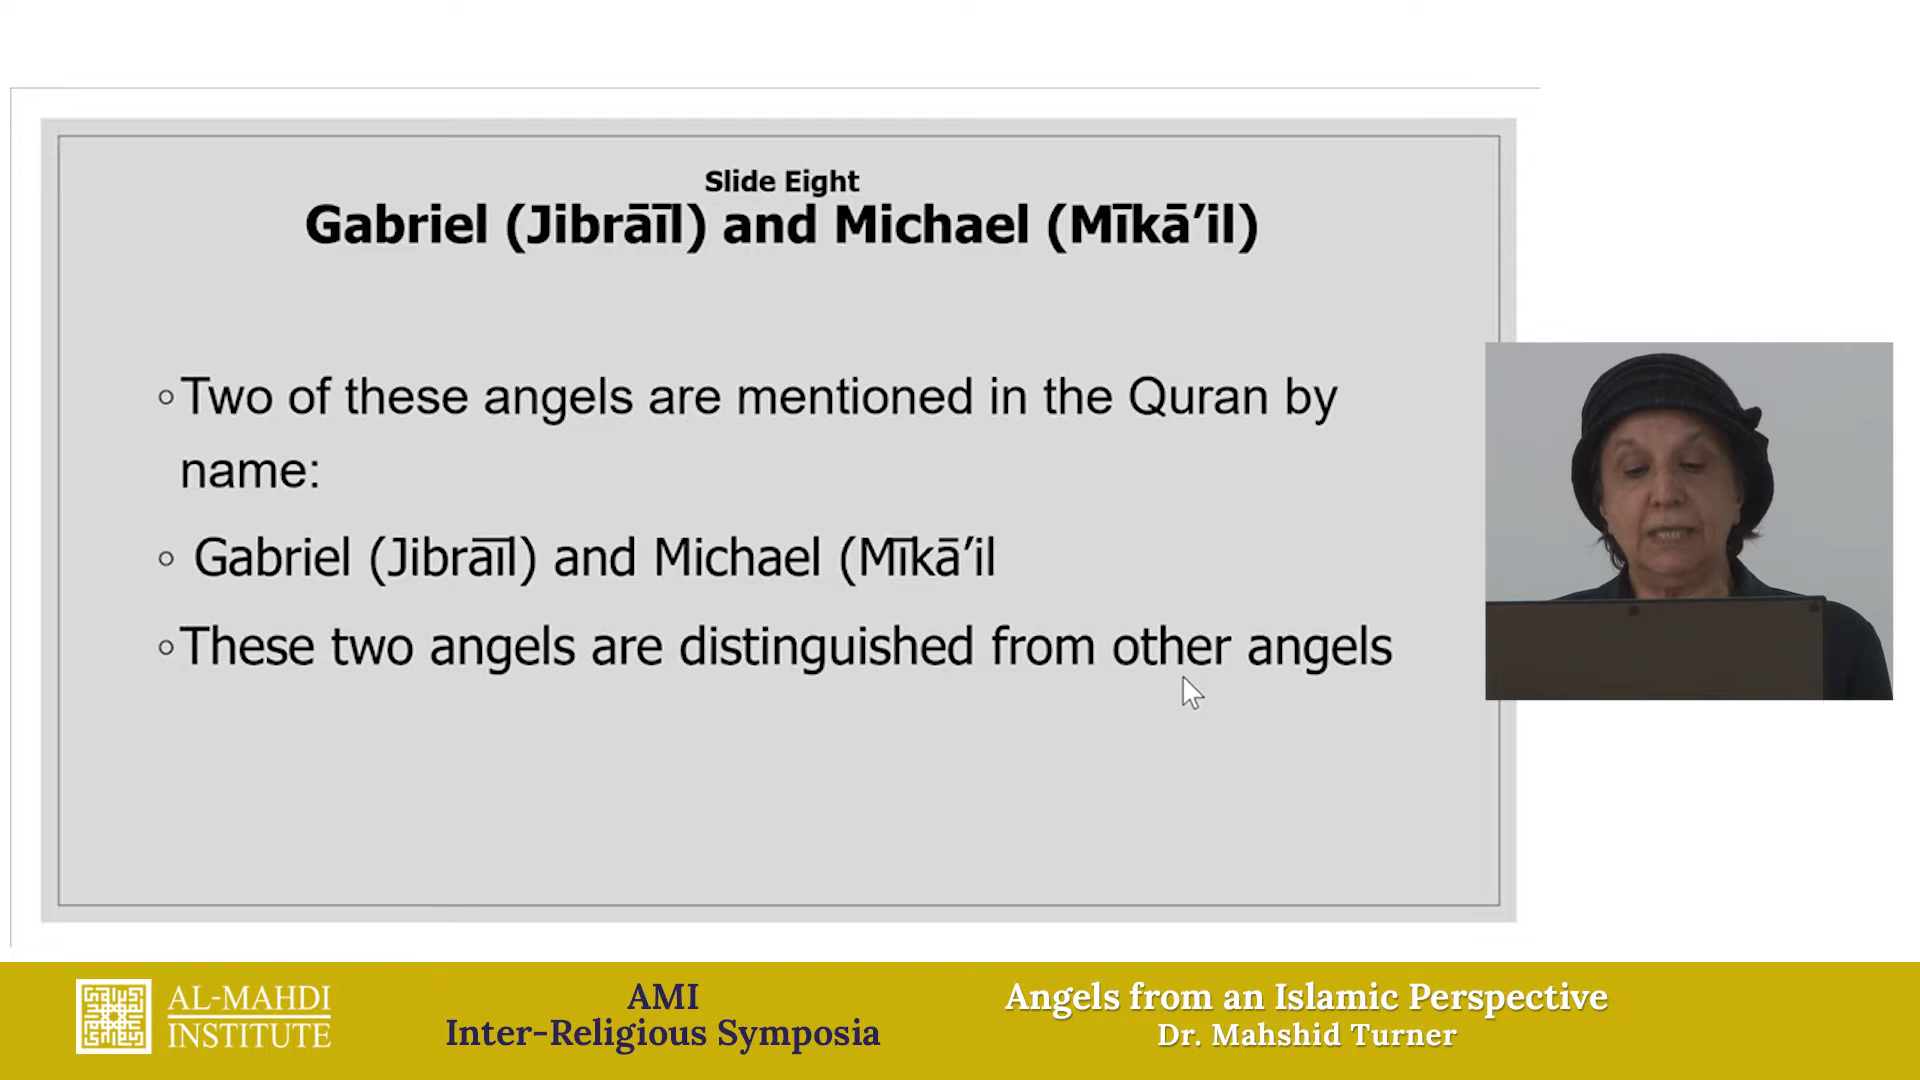 Slide Eight
Gabriel (Jibrāīl) and Michael (Mīkā’il)
◦Two of these angels are mentioned in the Quran by
name:
◦ Gabriel (Jibrāīl) and Michael (Mīkā’il
◦These two angels are distinguished from other angels
AL-MAHDI
INSTITUTE
AMI
Inter-Religious Symposia
Angels from an Islamic Perspective
Dr. Mahshid Turner